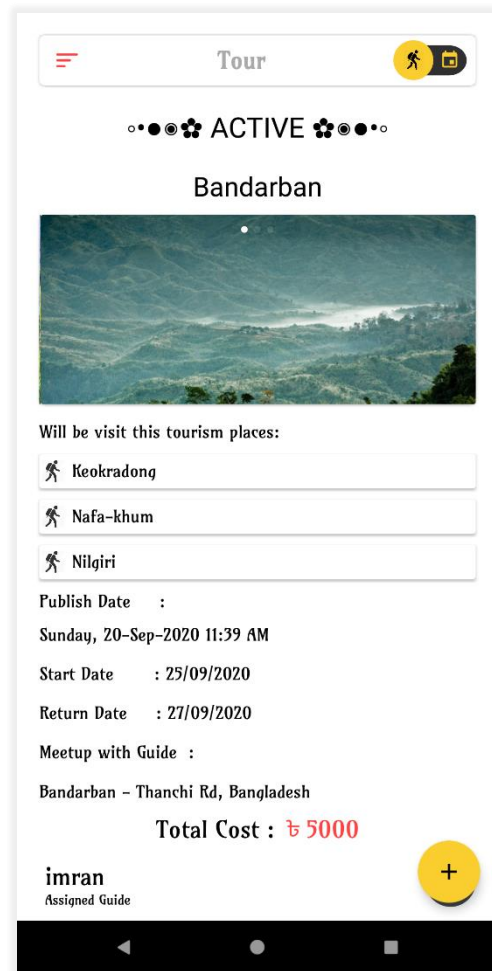 Tour
◦•●◉✿ ACTIVE ✿◉●•◦
Bandarban
Will be visit this tourism places:
Keokradong
Nafa-khum
Nilgiri
Publish Date :
Sunday, 20-Sep-2020 11:39 AM
Start Date : 25/09/2020
Return Date : 27/09/2020
Meetup with Guide :
Bandarban - Thanchi Rd, Bangladesh
Total Cost : ৳ 5000
imran
Assigned Guide
+